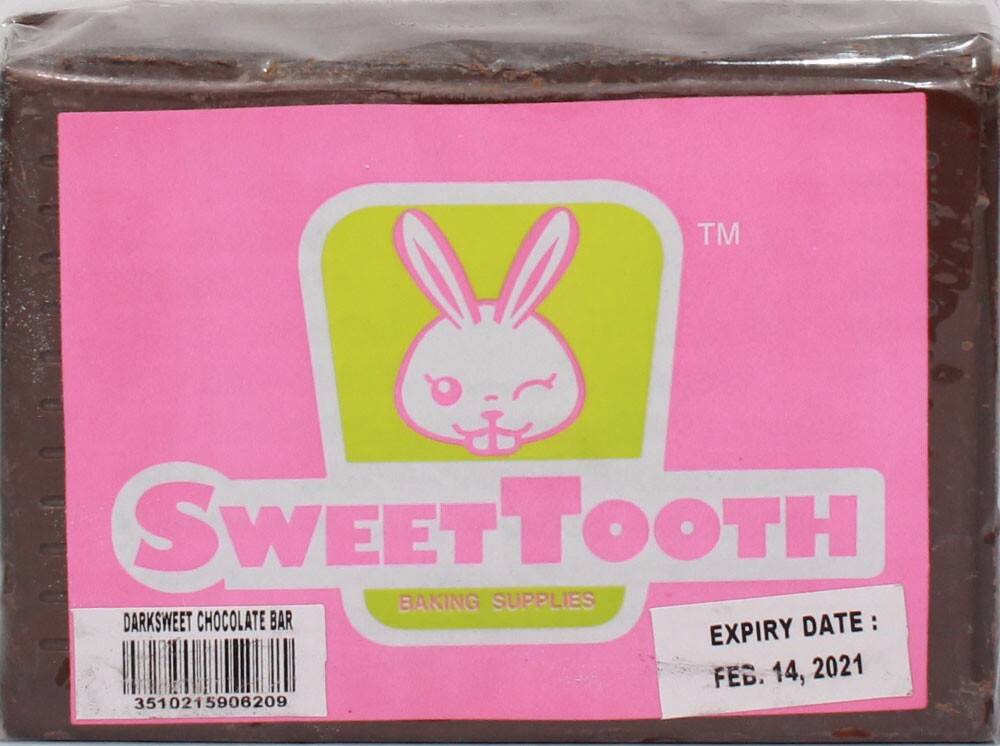 TM
SWEETTOOTH
BAKING SUPPLIES
DARKSWEET CHOCOLATE BAR
3510215906209
EXPIRY DATE :
FEB. 14, 2021